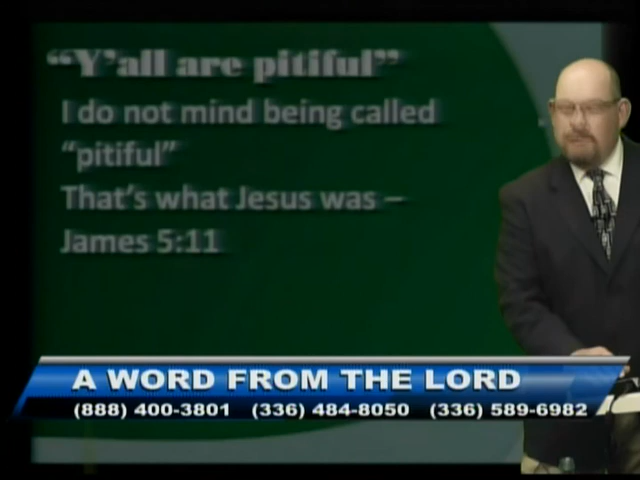 “Y’all are pitiful”
I do not mind being called
“pitiful”
That’s what Jesus was –
James 5:11
A WORD FROM THE LORD
(888) 400-3801 (336) 484-8050 (336) 589-6982